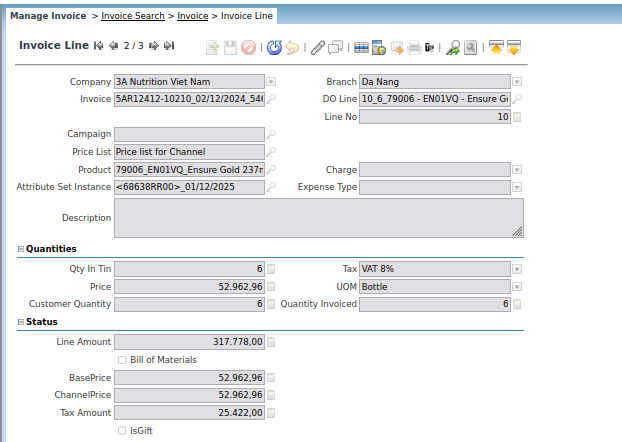 Manage Invoice > Invoice Search > Invoice > Invoice Line
Invoice Line 2 / 3
Company 3A Nutrition Viet Nam Branch Da Nang
Invoice 5AR12412-10210_02/12/2024_546 DO Line 10_6_79006 - EN01VQ - Ensure G
Line No 10
Campaign
Price List Price list for Channel
Product 79006_EN01VQ_Ensure Gold 237m Charge
Attribute Set Instance <68638RR00>_01/12/2025 Expense Type
Description
Quantities
Qty In Tin 6 Tax VAT 8%
Price 52.962,96 UOM Bottle
Customer Quantity 6 Quantity Invoiced 6
Status
Line Amount 317.778,00
Bill of Materials
BasePrice 52.962,96
ChannelPrice 52.962,96
Tax Amount 25.422,00
IsGift